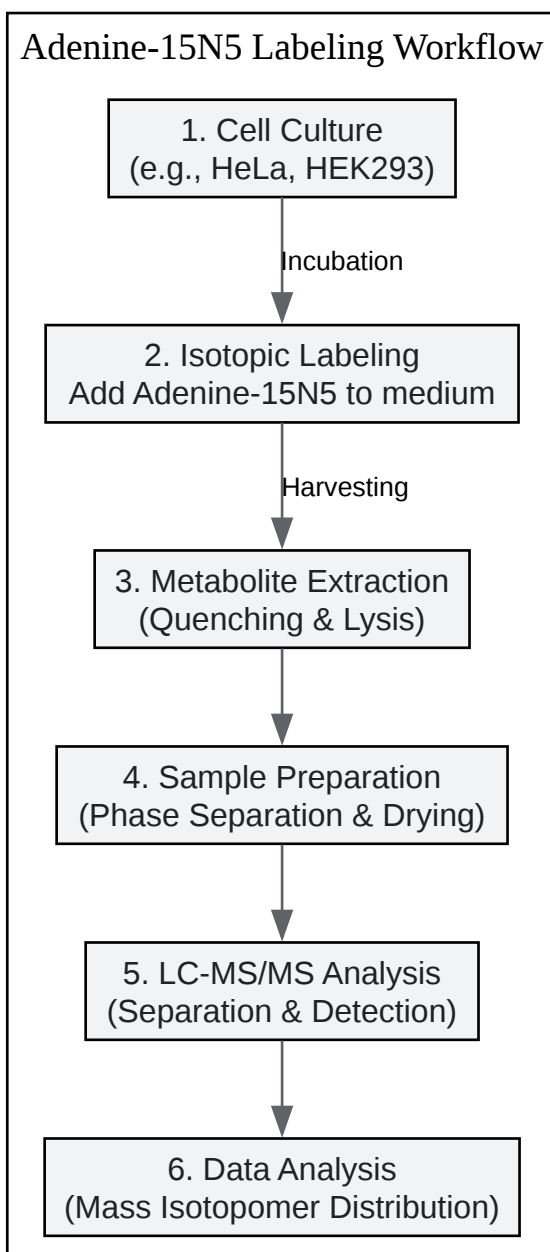 Adenine-15N5 Labeling Workflow
1. Cell Culture
(e.g., HeLa, HEK293)
Incubation
2. Isotopic Labeling
Add Adenine-15N5 to medium
Harvesting
3. Metabolite Extraction
(Quenching & Lysis)
4. Sample Preparation
(Phase Separation & Drying)
5. LC-MS/MS Analysis
(Separation & Detection)
6. Data Analysis
(Mass Isotopomer Distribution)